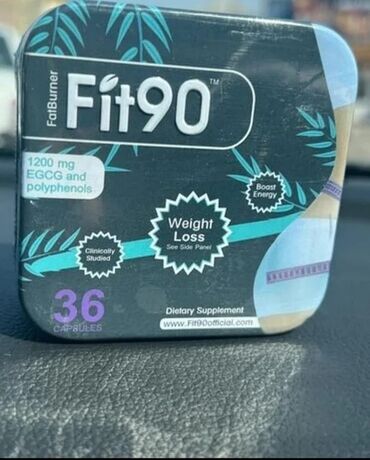 FatBurner
Fit90™
1200 mg
EGCG and
polyphenols
Boast
Energy
Weight
Loss
See Side Panel
Clinically
Studied
36
CAPSULES
Dietary Supplement
www.Fit90official.com